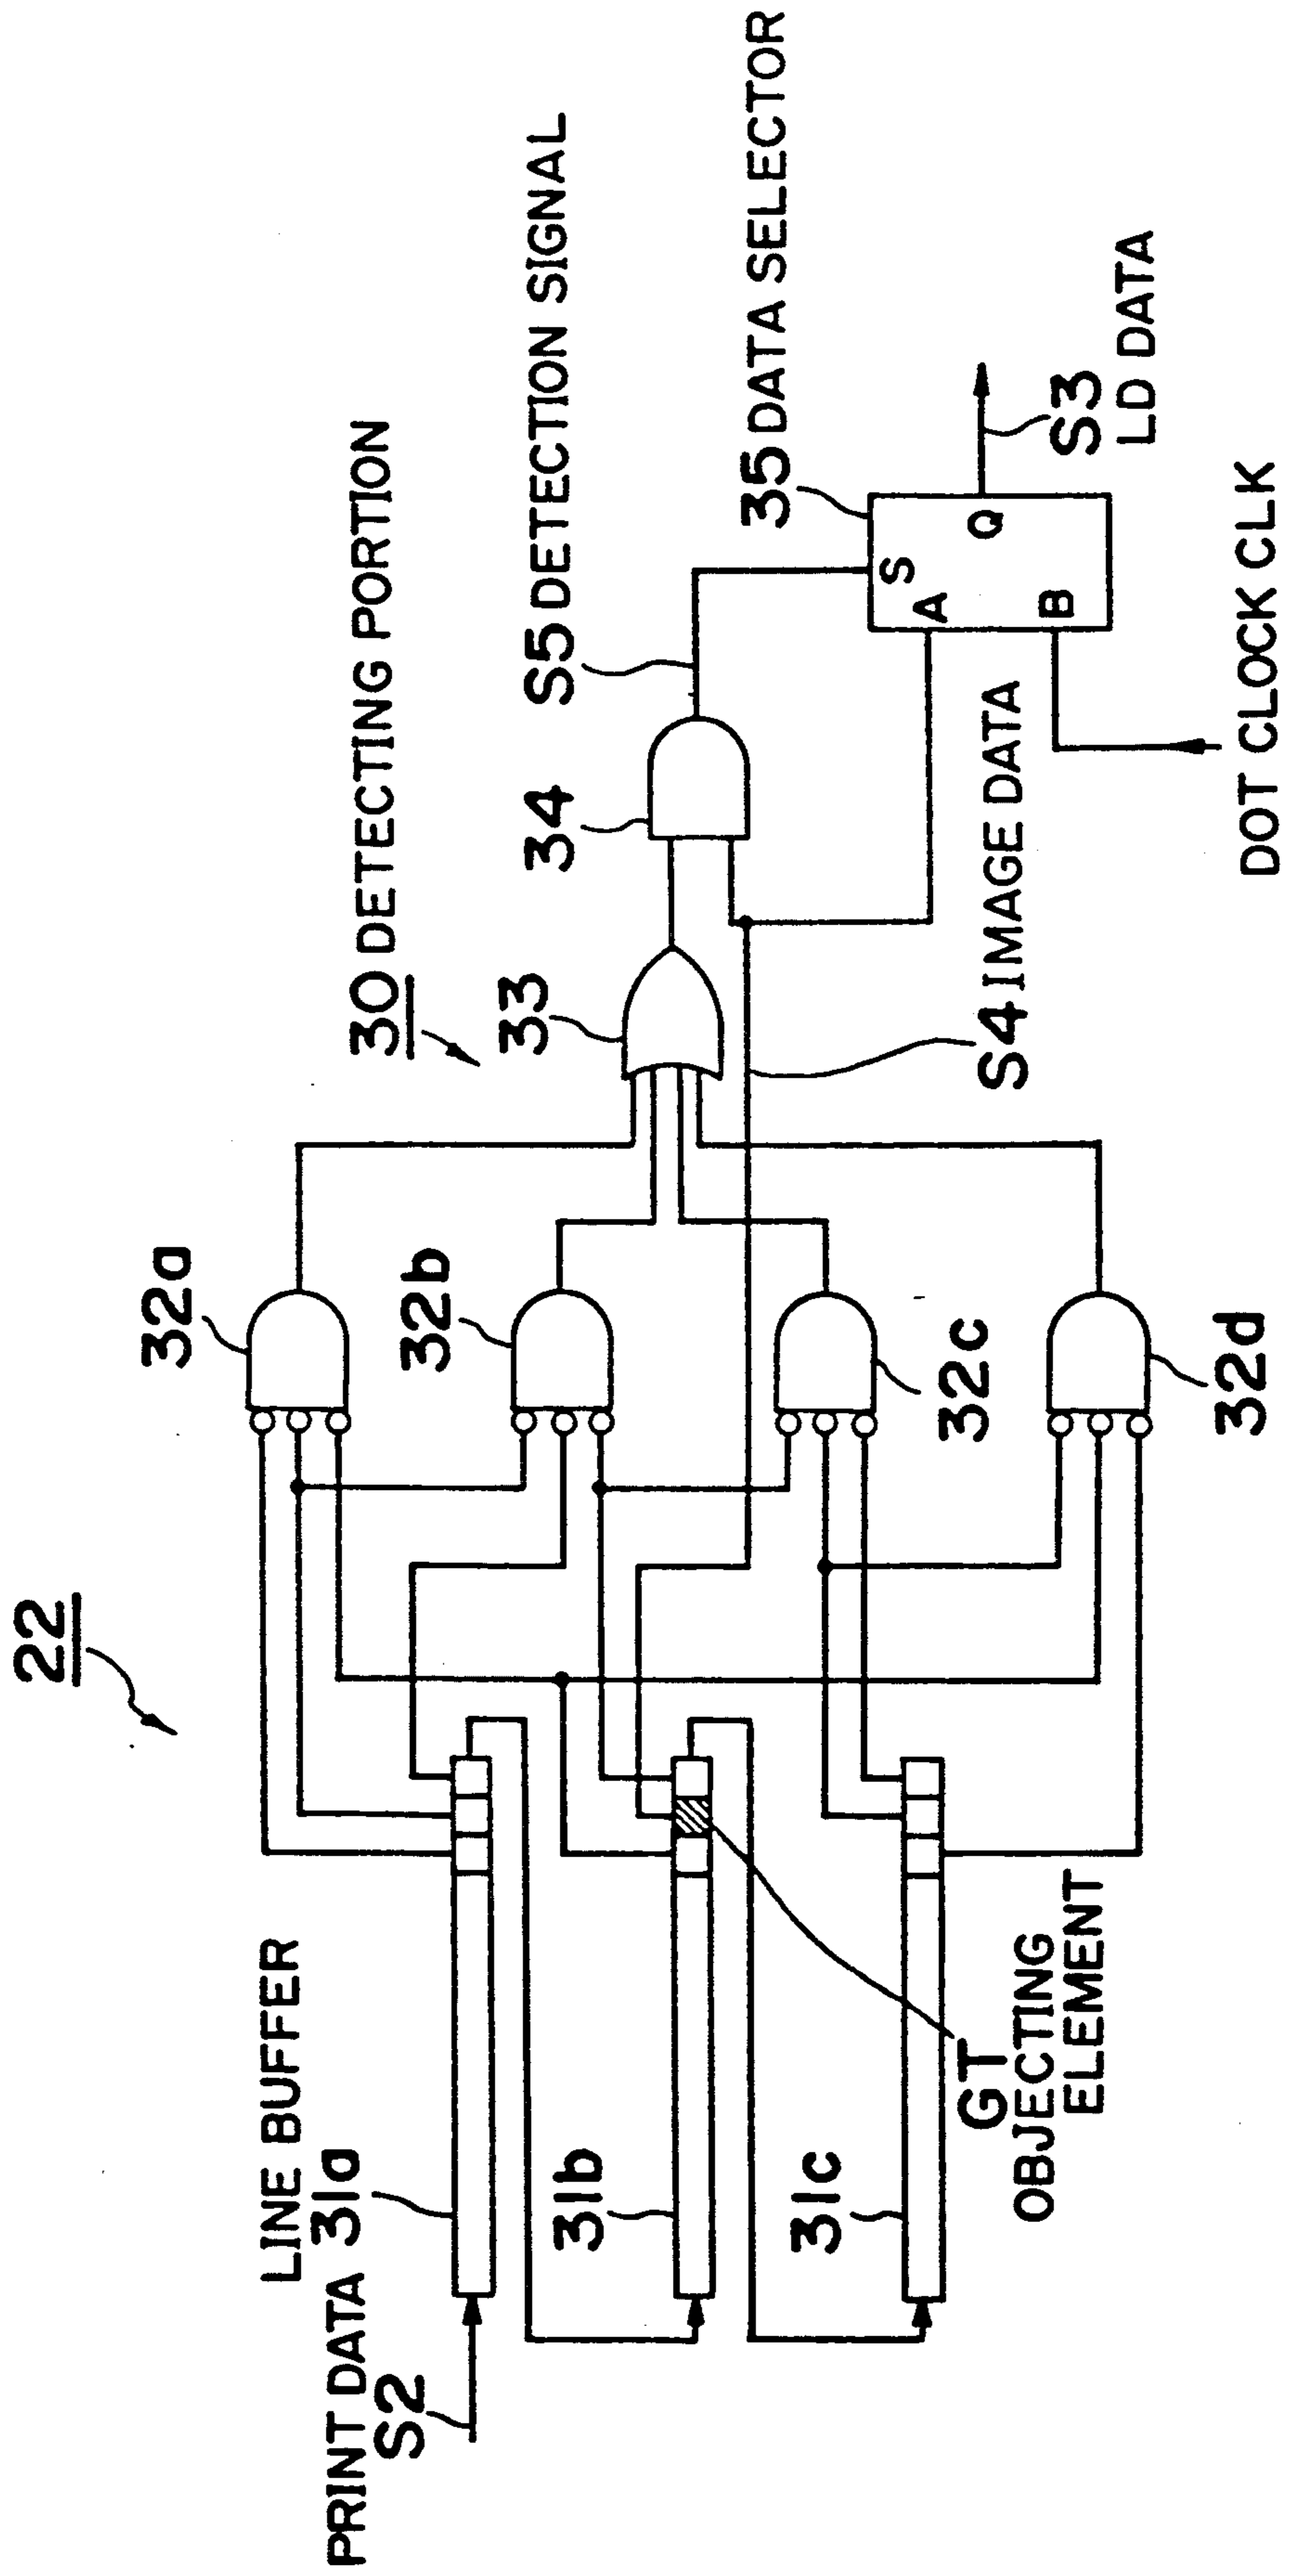 22
LINE BUFFER
PRINT DATA 31a
S2
31b
31c
GT
OBJECTING
ELEMENT
32a
32b
32c
32d
30 DETECTING PORTION
33
34
S5 DETECTION SIGNAL
S4 IMAGE DATA
35 DATA SELECTOR
S
A
B
Q
S3
LD DATA
DOT CLOCK CLK